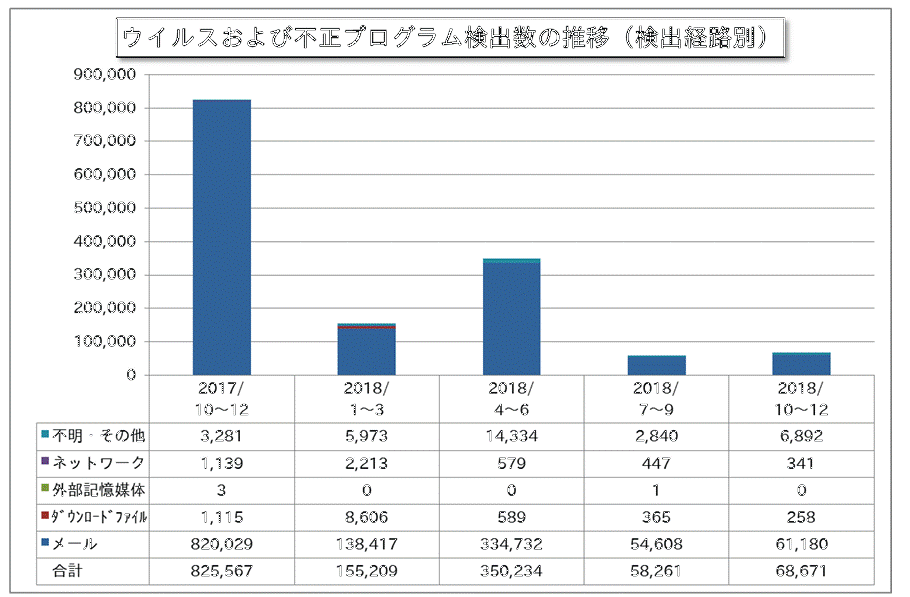 ウイルスおよび不正プログラム検出数の推移（検出経路別）
900,000
800,000
700,000
600,000
500,000
400,000
300,000
200,000
100,000
0
2017/ 2018/ 2018/ 2018/ 2018/
10～12 1～3 4～6 7～9 10～12
不明・その他 3,281 5,973 14,334 2,840 6,892
ネットワーク 1,139 2,213 579 447 341
外部記憶媒体 3 0 0 1 0
ﾀﾞｳﾝﾛｰﾄﾞﾌｧｲﾙ 1,115 8,606 589 365 258
メール 820,029 138,417 334,732 54,608 61,180
合計 825,567 155,209 350,234 58,261 68,671